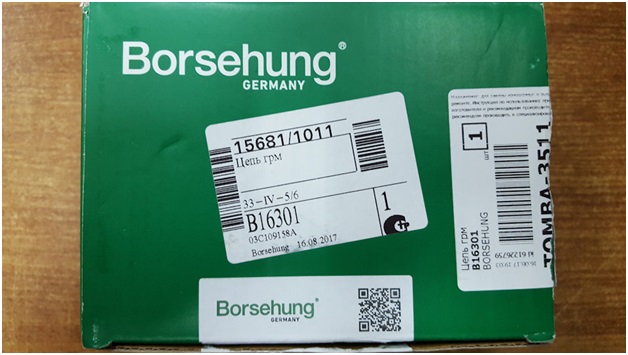 Borsehung®
GERMANY
15681/1011
Цепь грм
33-IV-5/6
B16301
1
03C109158A
Borsehung 16.08.2017
Borsehung®
GERMANY
1
шт
Цепь грм
B16301
BORSEHUNG
TOMBA-3511